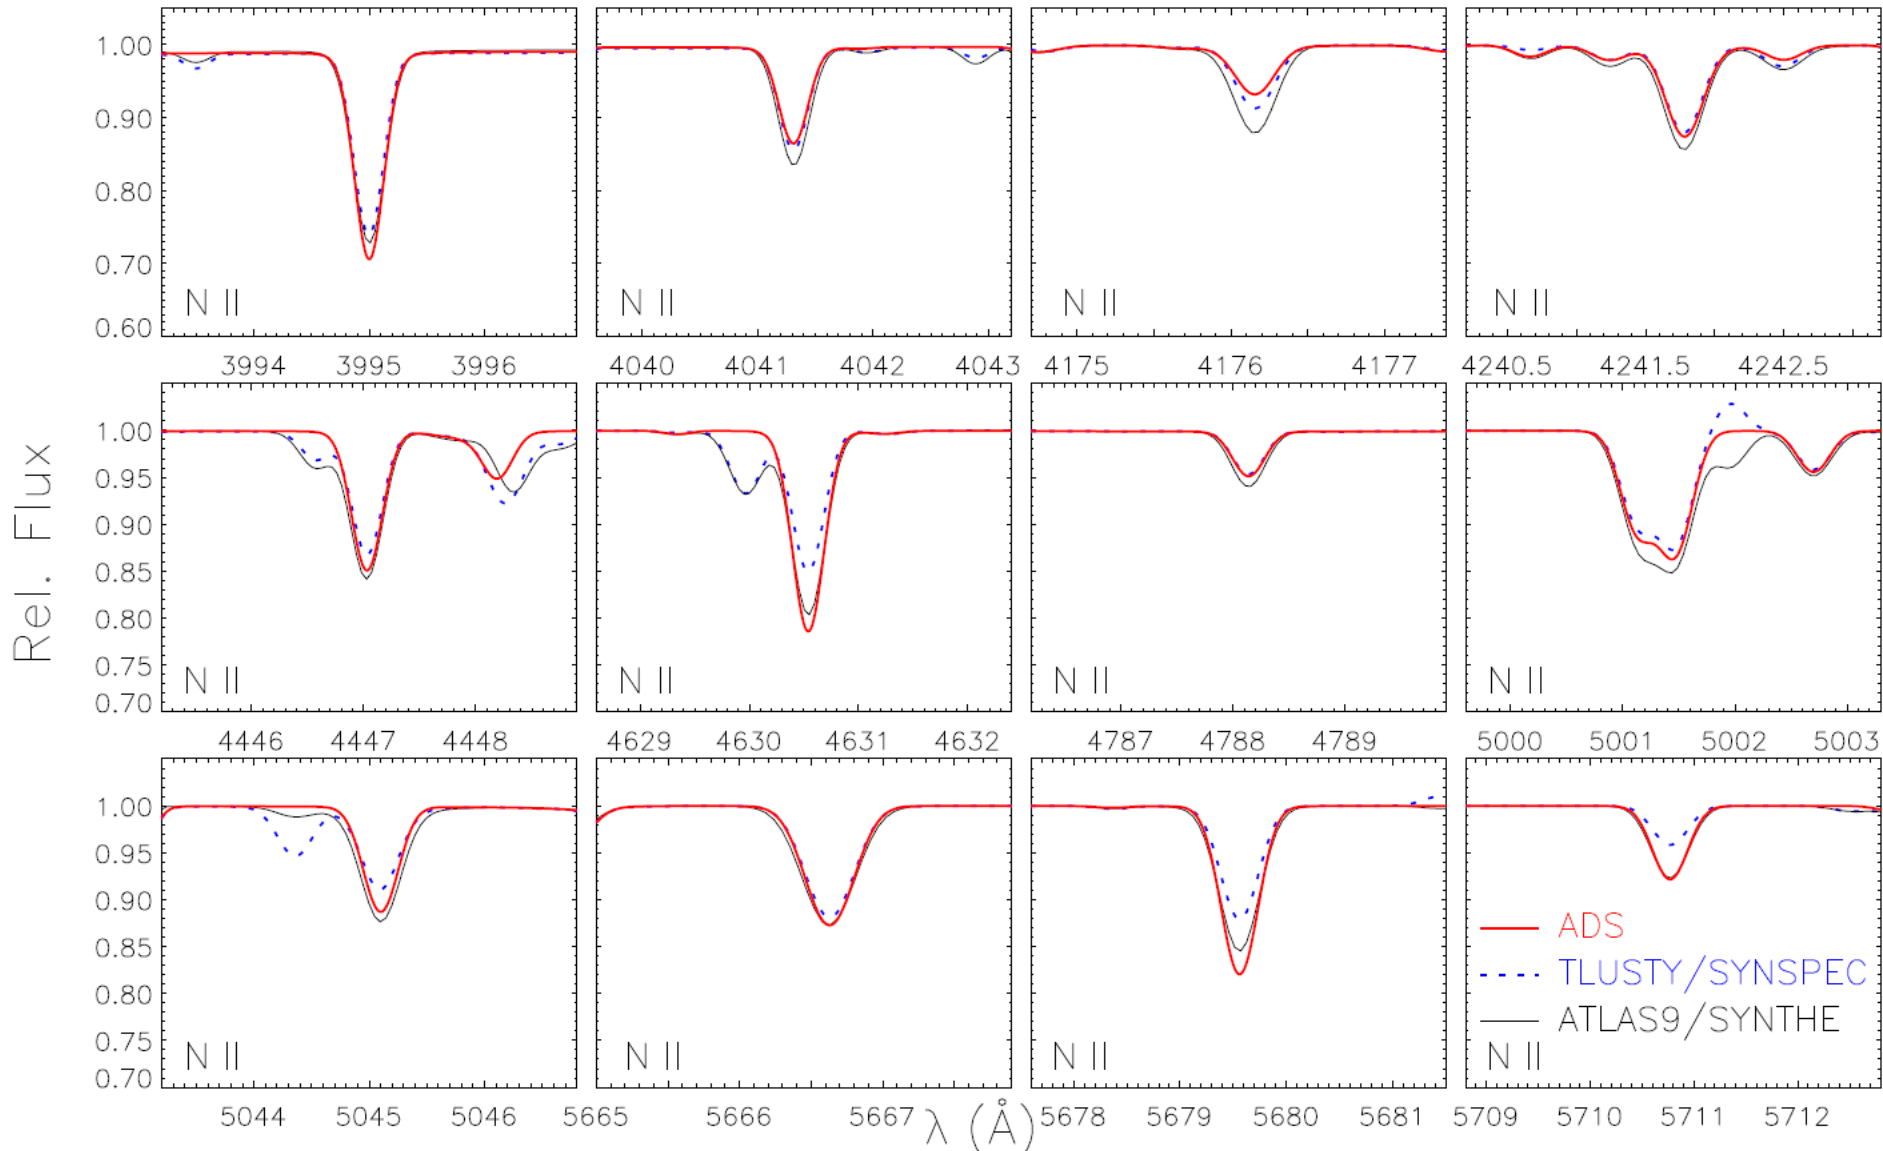 1.00
0.90
0.80
0.70
0.60
N II
N II
N II
N II
3994 3995 3996
4040 4041 4042 4043
4175 4176 4177
4240.5 4241.5 4242.5
1.00
0.95
0.90
0.85
0.80
0.75
0.70
N II
N II
N II
N II
4446 4447 4448
4629 4630 4631 4632
4787 4788 4789
5000 5001 5002 5003
Rel. Flux
1.00
0.95
0.90
0.85
0.80
0.75
0.70
N II
N II
N II
ADS
TLUSTY/SYNSPEC
ATLAS9/SYNTHE
N II
5044 5045 5046
5665 5666 5667
5678 5679 5680 5681
5709 5710 5711 5712
λ (Å)